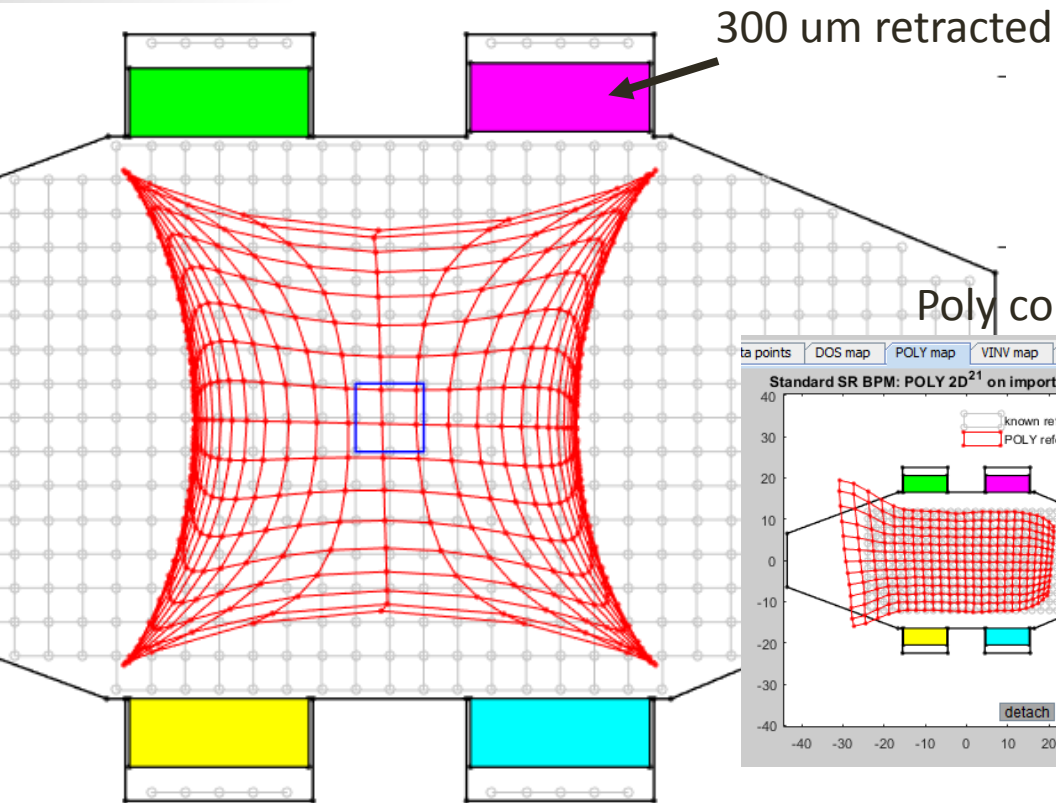 300 um retracted
Poly co
ta points DOS map POLY map VINV map
Standard SR BPM: POLY 2D²¹ on import
known re
POLY refe
40
30
20
10
0
-10
-20
-30
-40
detach
-40 -30 -20 -10 0 10 20